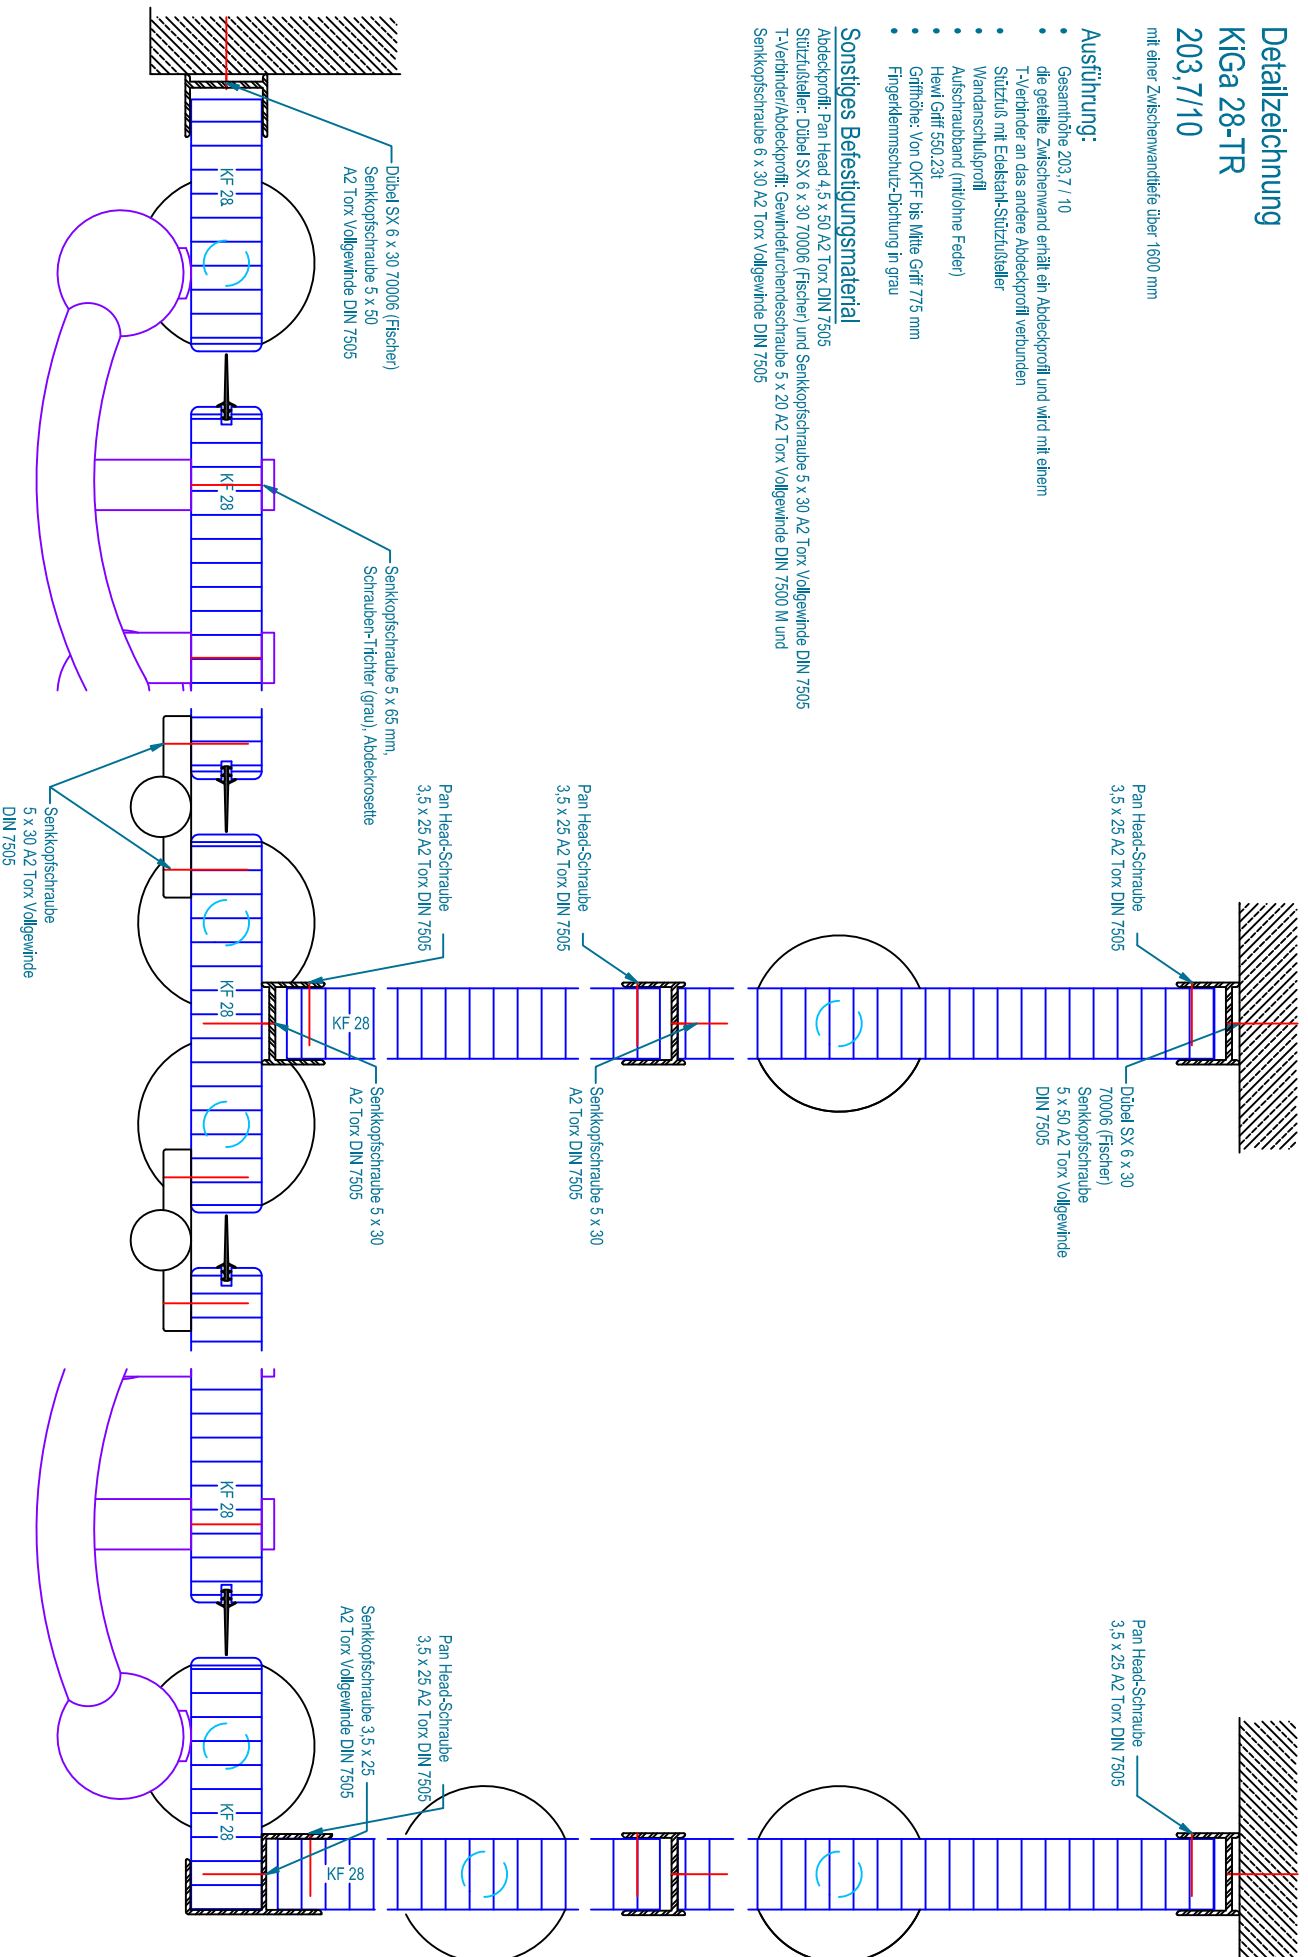 Detailzeichnung
KiGa 28-TR
203,7/10
mit einer Zwischenwandtiefe über 1600 mm
Ausführung:
• Gesamthöhe 203,7 / 10
• die geteilte Zwischenwand erhält ein Abdeckprofil und wird mit einem
T-Verbinder an das andere Abdeckprofil verbunden
• Stützfuß mit Edelstahl-Stützfußteller
• Wandanschlußprofil
• Aufschraubband (mit/ohne Feder)
• Hewi Griff 550.23t
• Griffhöhe: Von OKFF bis Mitte Griff 775 mm
• Fingerklemmschutz-Dichtung in grau
Sonstiges Befestigungsmaterial
Abdeckprofil: Pan Head 4,5 x 50 A2 Torx DIN 7505
Stützfußteller: Dübel SX 6 x 30 70006 (Fischer) und Senkkopfschraube 5 x 30 A2 Torx Vollgewinde DIN 7505
T-Verbinder/Abdeckprofil: Gewindefurchendeschraube 5 x 20 A2 Torx Vollgewinde DIN 7500 M und
Senkkopfschraube 6 x 30 A2 Torx Vollgewinde DIN 7505
Pan Head-Schraube
3,5 x 25 A2 Torx DIN 7505
Dübel SX 6 x 30
70006 (Fischer)
Senkkopfschraube
5 x 50 A2 Torx Vollgewinde
DIN 7505
Pan Head-Schraube
3,5 x 25 A2 Torx DIN 7505
Pan Head-Schraube
3,5 x 25 A2 Torx DIN 7505
Senkkopfschraube 5 x 30
A2 Torx DIN 7505
Pan Head-Schraube
3,5 x 25 A2 Torx DIN 7505
Senkkopfschraube 5 x 30
A2 Torx DIN 7505
Pan Head-Schraube
3,5 x 25 A2 Torx DIN 7505
Senkkopfschraube 3,5 x 25
A2 Torx Vollgewinde DIN 7505
Dübel SX 6 x 30 70006 (Fischer)
Senkkopfschraube 5 x 50
A2 Torx Vollgewinde DIN 7505
Senkkopfschraube 5 x 65 mm,
Schrauben-Trichter (grau), Abdeckrosette
KF 28
KF 28
KF 28
KF 28
KF 28
KF 28
KF 28
Senkkopfschraube
5 x 30 A2 Torx Vollgewinde
DIN 7505